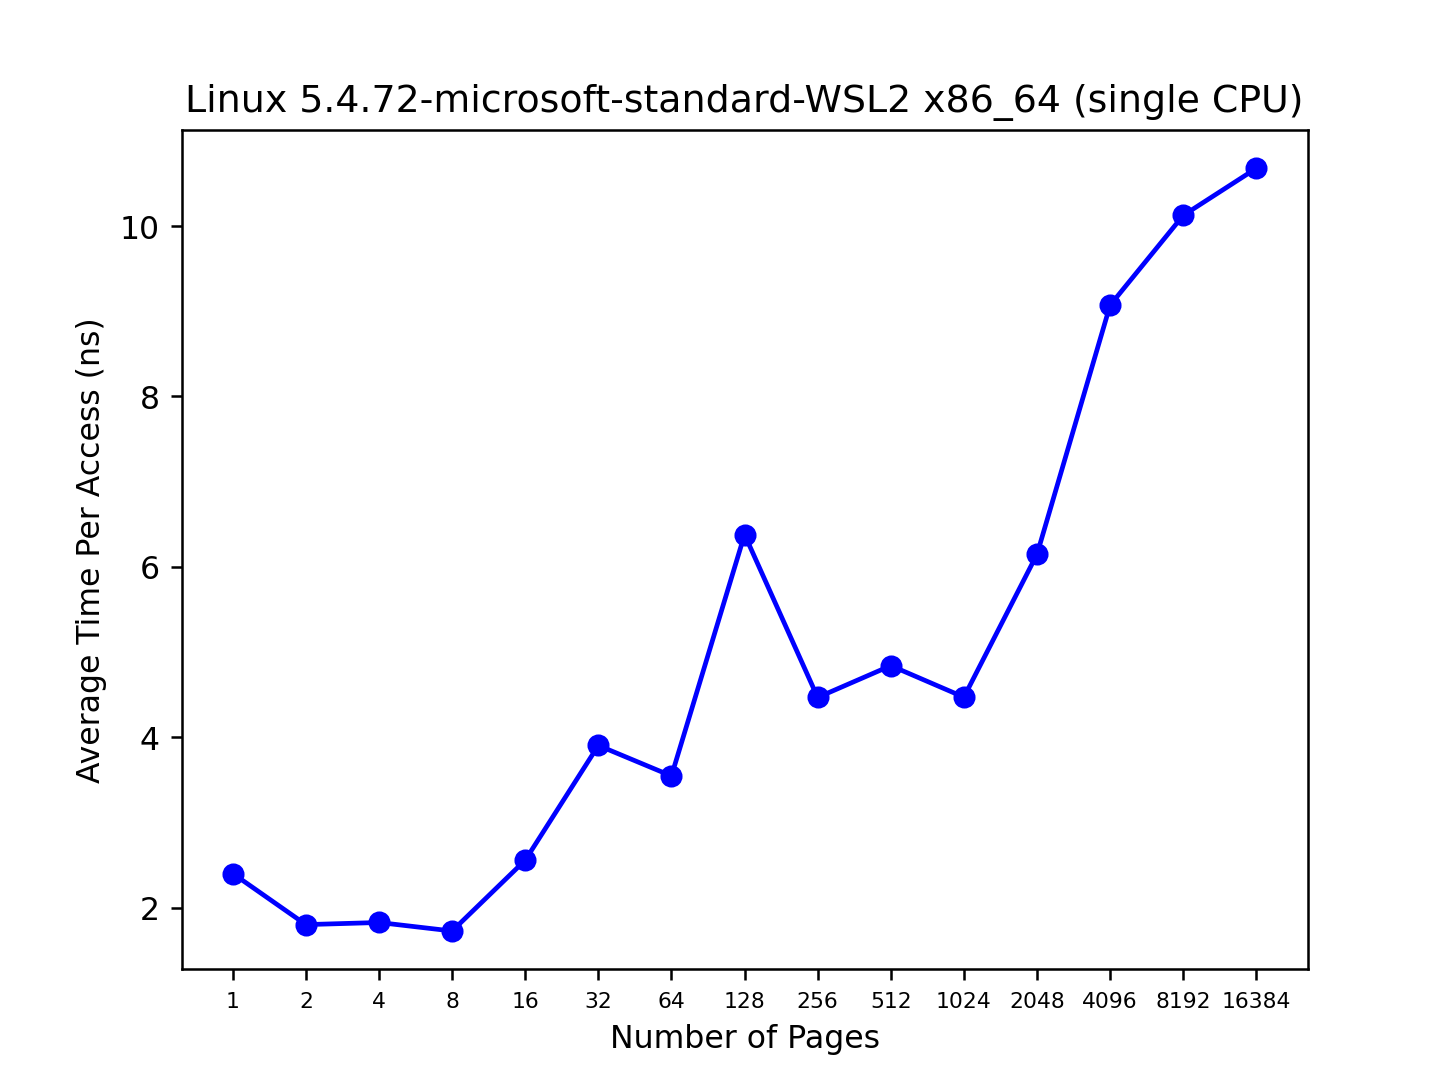 Linux 5.4.72-microsoft-standard-WSL2 x86_64 (single CPU)
Average Time Per Access (ns)
10
8
6
4
2
1 2 4 8 16 32 64 128 256 512 1024 2048 4096 8192 16384
Number of Pages